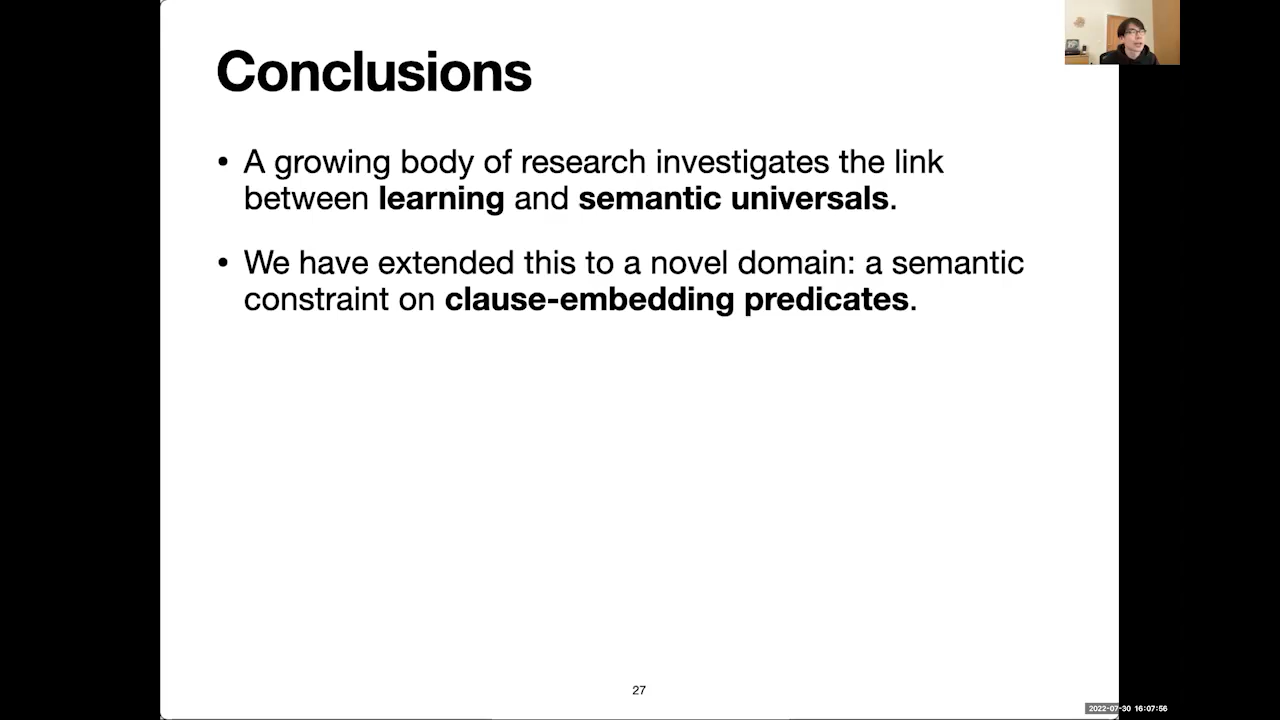 Conclusions
• A growing body of research investigates the link
between learning and semantic universals.
• We have extended this to a novel domain: a semantic
constraint on clause-embedding predicates.
27
2022-07-30 16:07:56